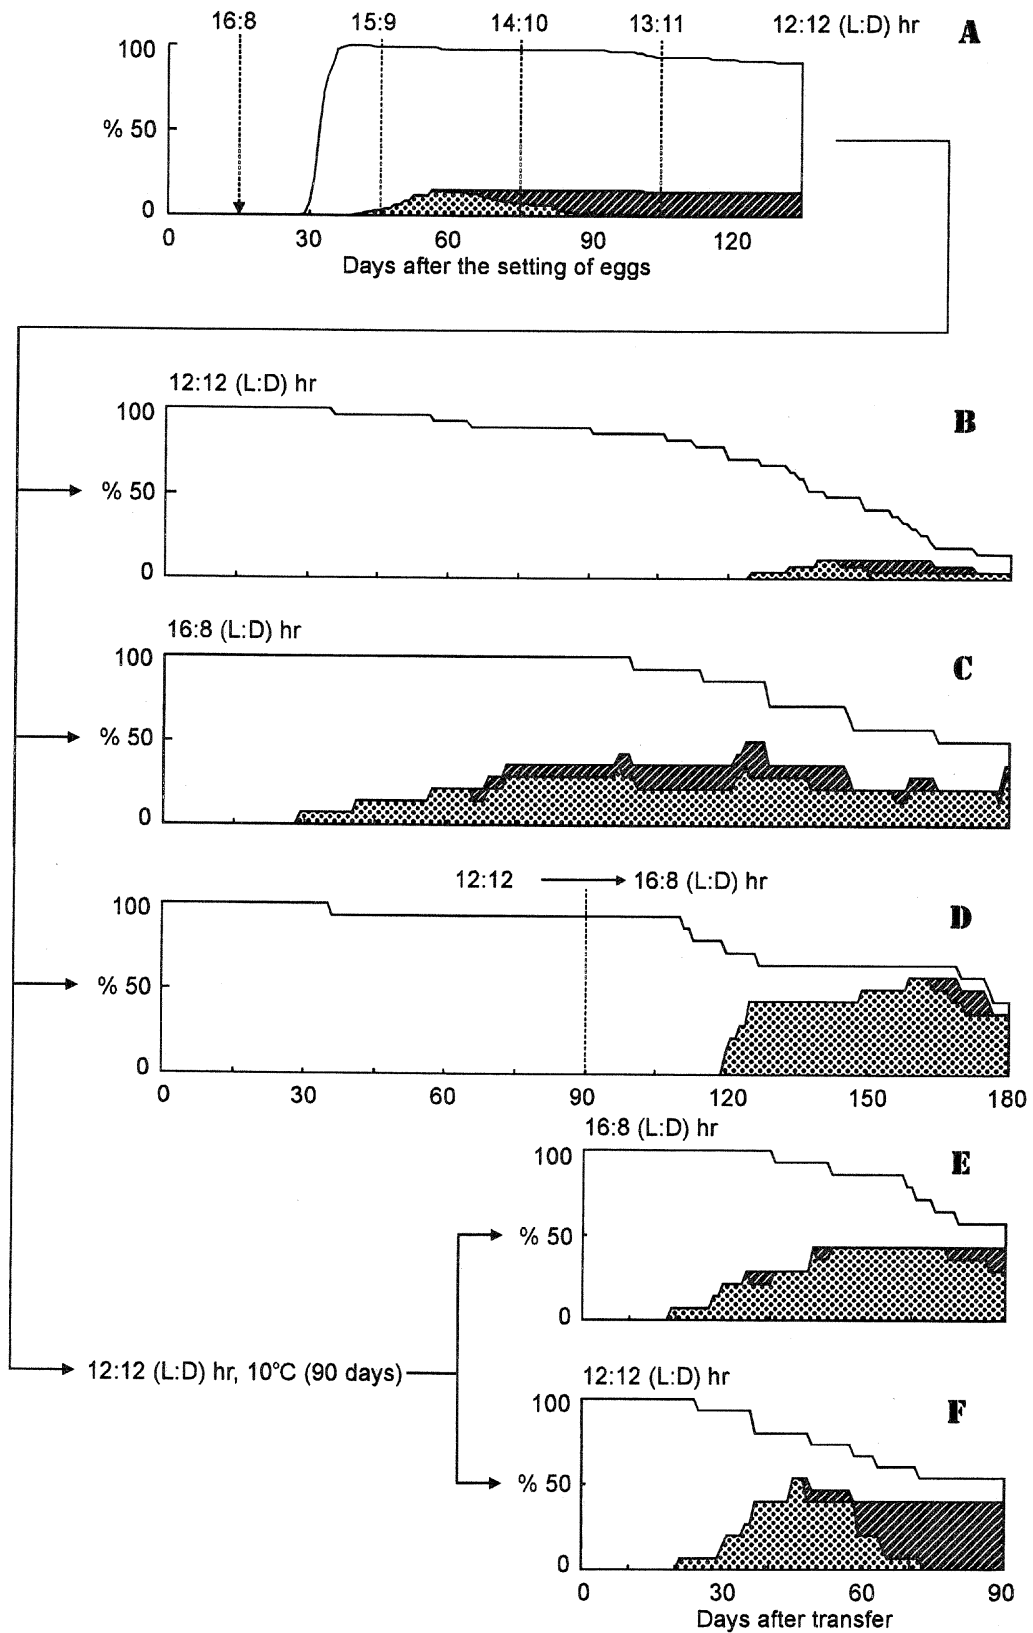 16:8 15:9 14:10 13:11 12:12 (L:D) hr A
100
% 50
0
0 30 60 90 120
Days after the setting of eggs
12:12 (L:D) hr
B
100
% 50
0
16:8 (L:D) hr
C
100
% 50
0
12:12 16:8 (L:D) hr
D
100
% 50
0
0 30 60 90 120 150 180
16:8 (L:D) hr
E
100
% 50
0
12:12 (L:D) hr, 10°C (90 days)
12:12 (L:D) hr
F
100
% 50
0
0 30 60 90
Days after transfer